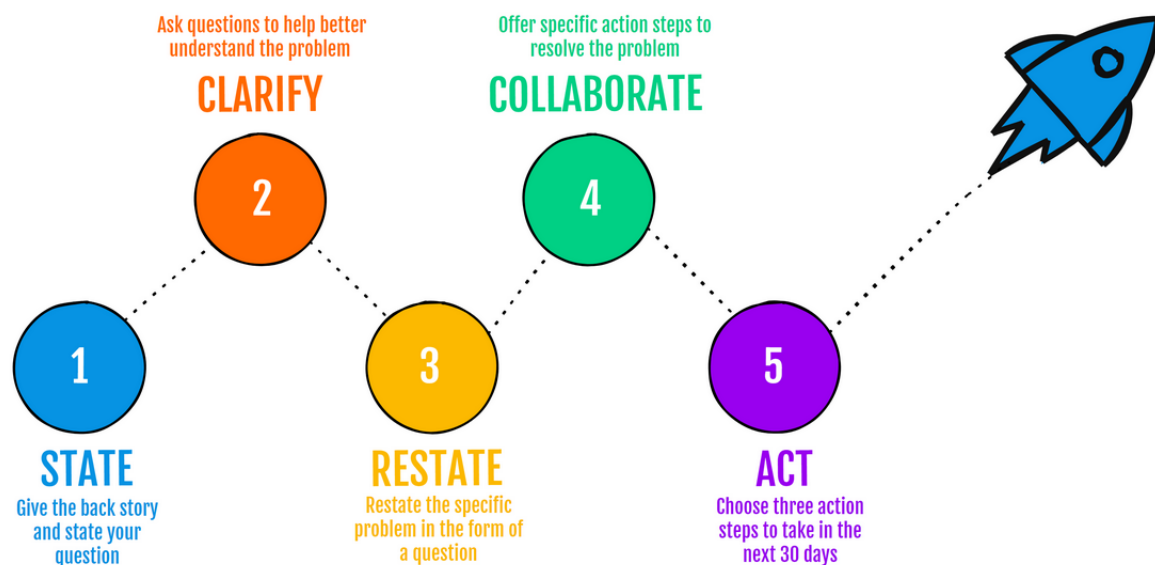 1
STATE
Give the back story
and state your
question
Ask questions to help better
understand the problem
CLARIFY
2
3
RESTATE
Restate the specific
problem in the form of
a question
Offer specific action steps to
resolve the problem
COLLABORATE
4
5
ACT
Choose three action
steps to take in the
next 30 days